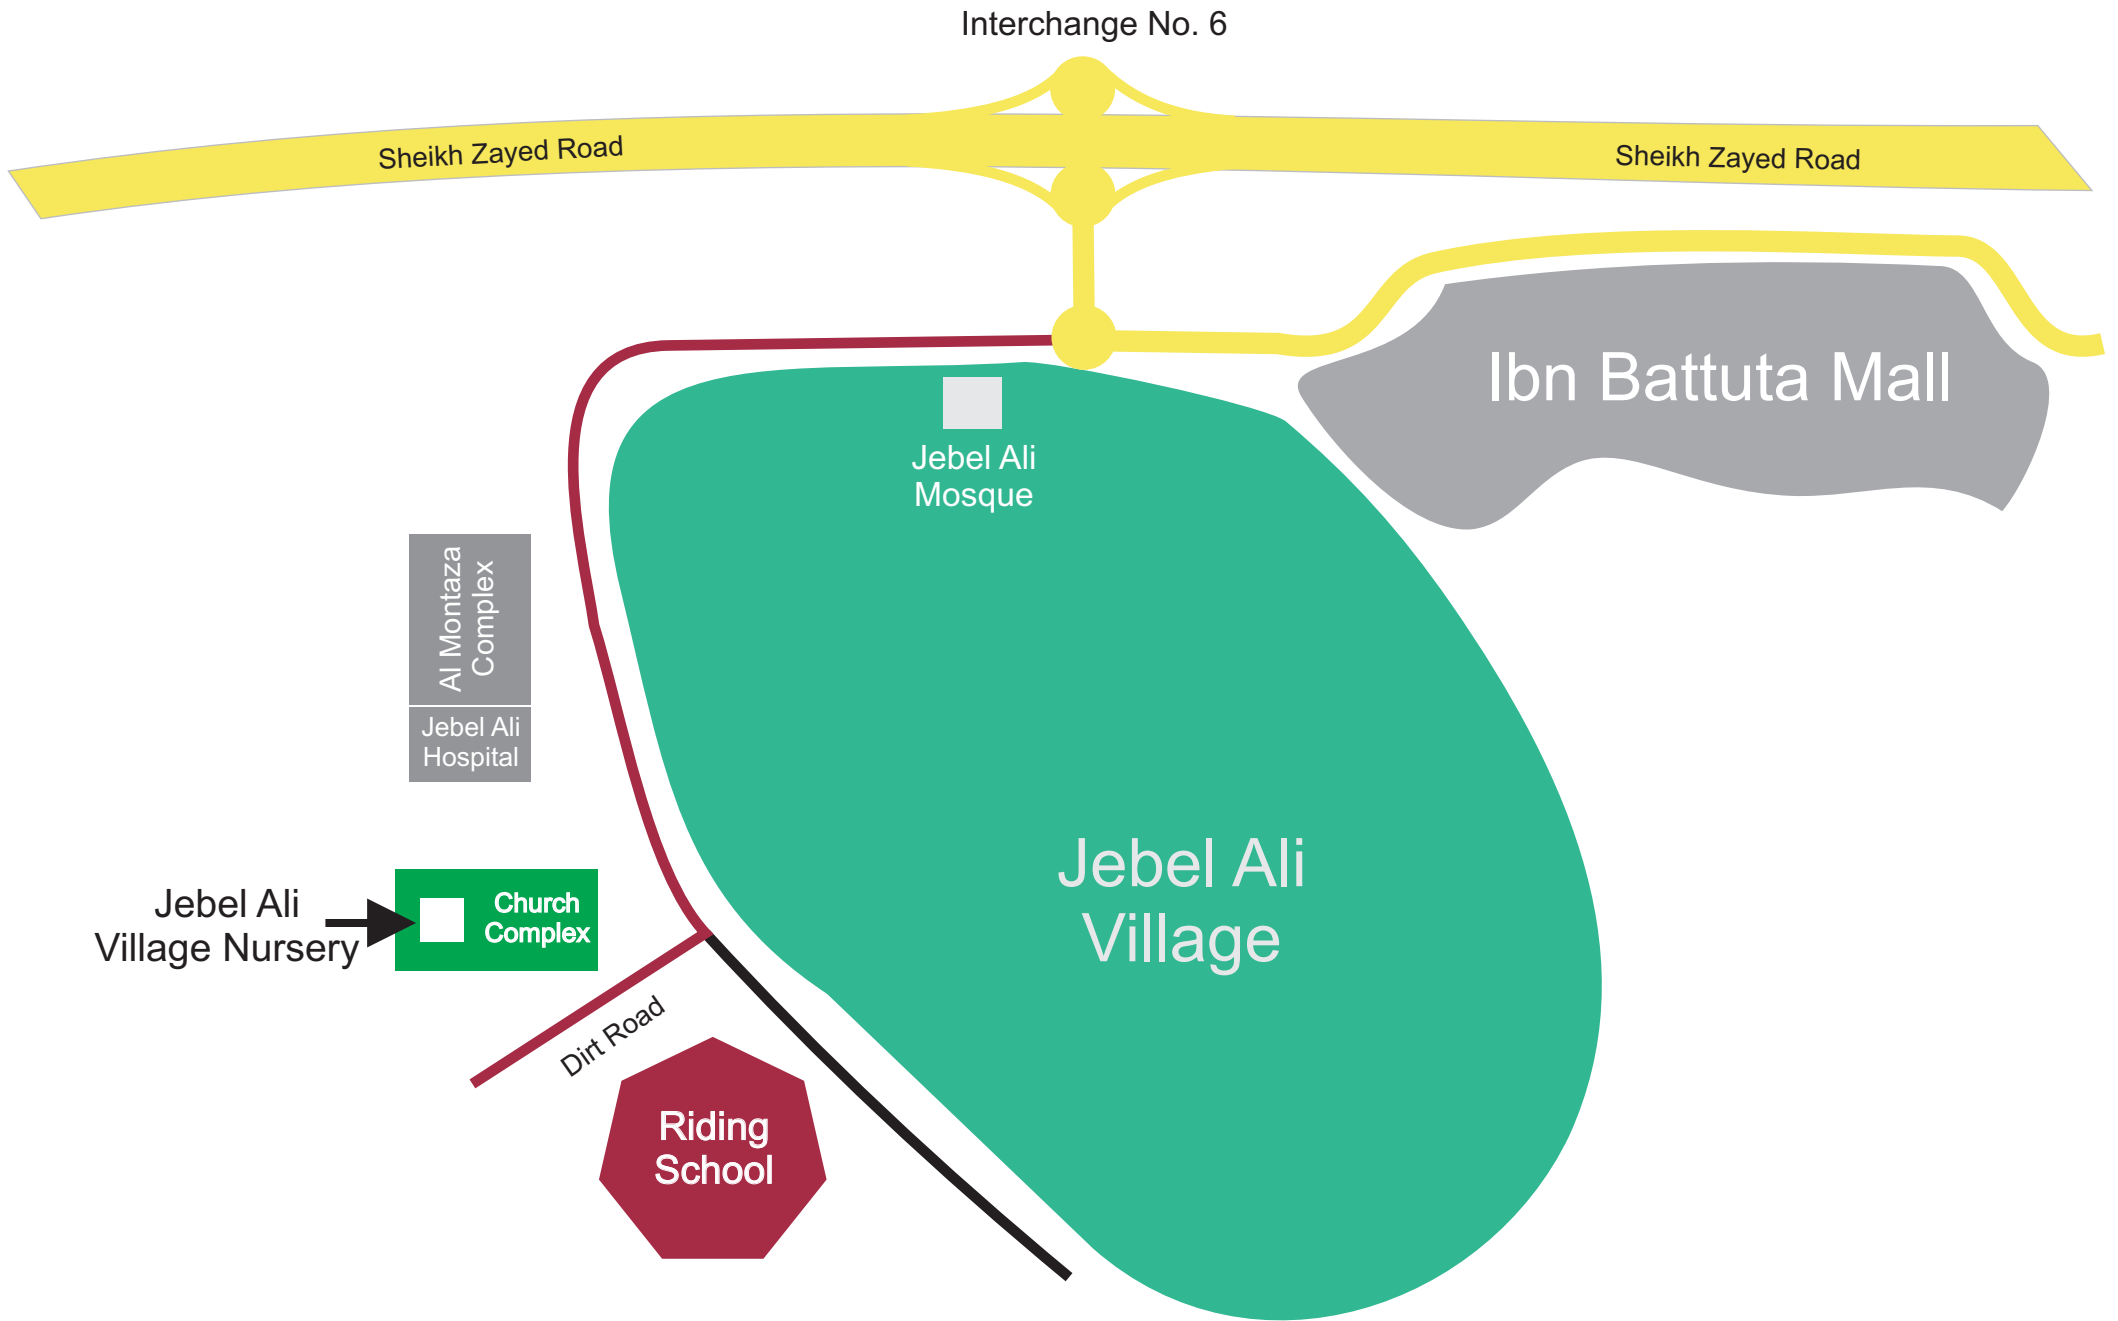 Interchange No. 6
Sheikh Zayed Road
Sheikh Zayed Road
Ibn Battuta Mall
Jebel Ali
Mosque
Al Montaza
Complex
Jebel Ali
Hospital
Jebel Ali
Village
Jebel Ali
Village Nursery
Church
Complex
Dirt Road
Riding
School